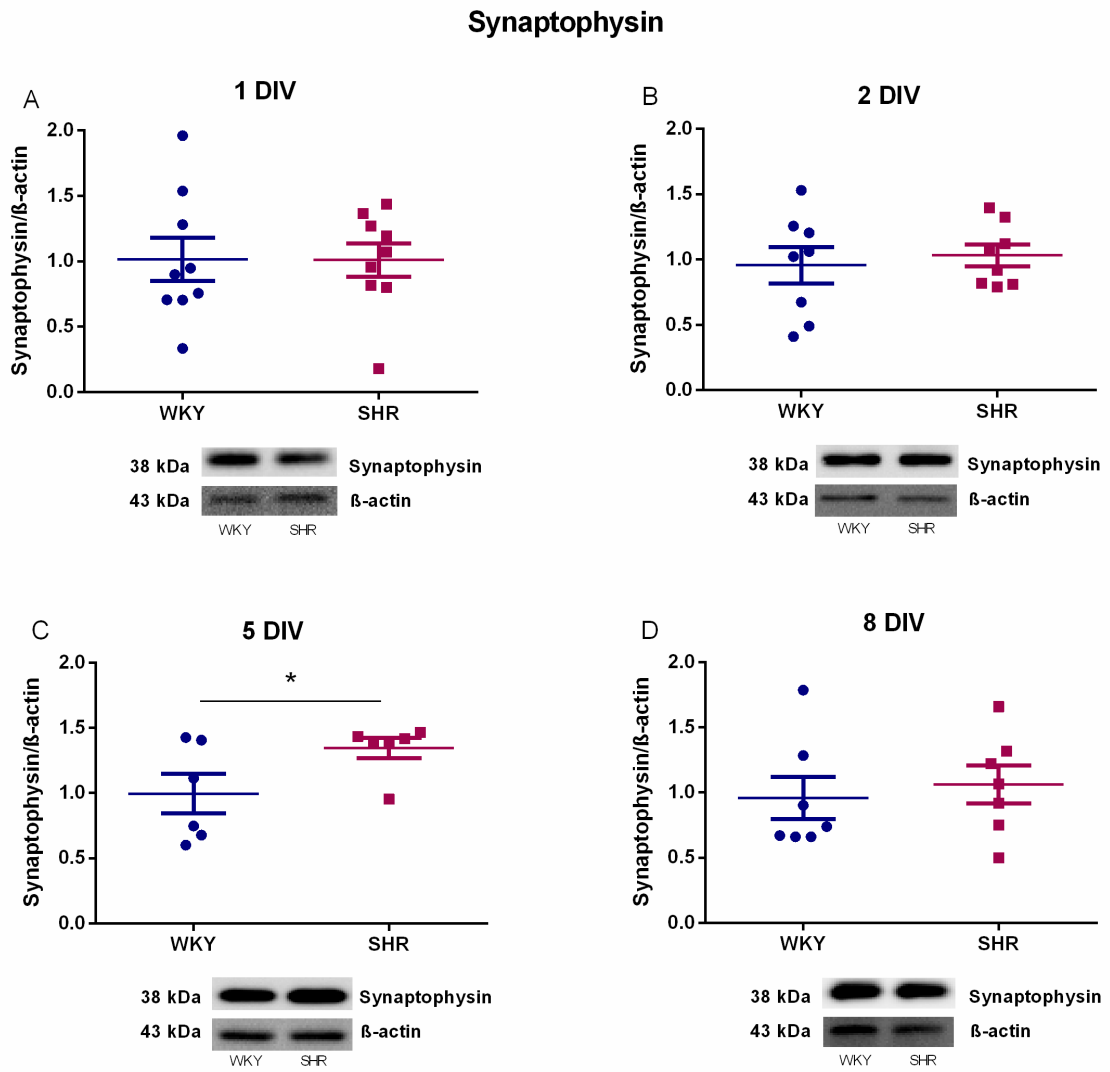 Synaptophysin
A
1 DIV
Synaptophysin/ß-actin
2.0
1.5
1.0
0.5
0.0
WKY SHR
38 kDa Synaptophysin
43 kDa ß-actin
WKY SHR
B
2 DIV
Synaptophysin/ß-actin
2.0
1.5
1.0
0.5
0.0
WKY SHR
38 kDa Synaptophysin
43 kDa ß-actin
WKY SHR
C
5 DIV
Synaptophysin/ß-actin
2.0
*
1.5
1.0
0.5
0.0
WKY SHR
38 kDa Synaptophysin
43 kDa ß-actin
WKY SHR
D
8 DIV
Synaptophysin/ß-actin
2.0
1.5
1.0
0.5
0.0
WKY SHR
38 kDa Synaptophysin
43 kDa ß-actin
WKY SHR